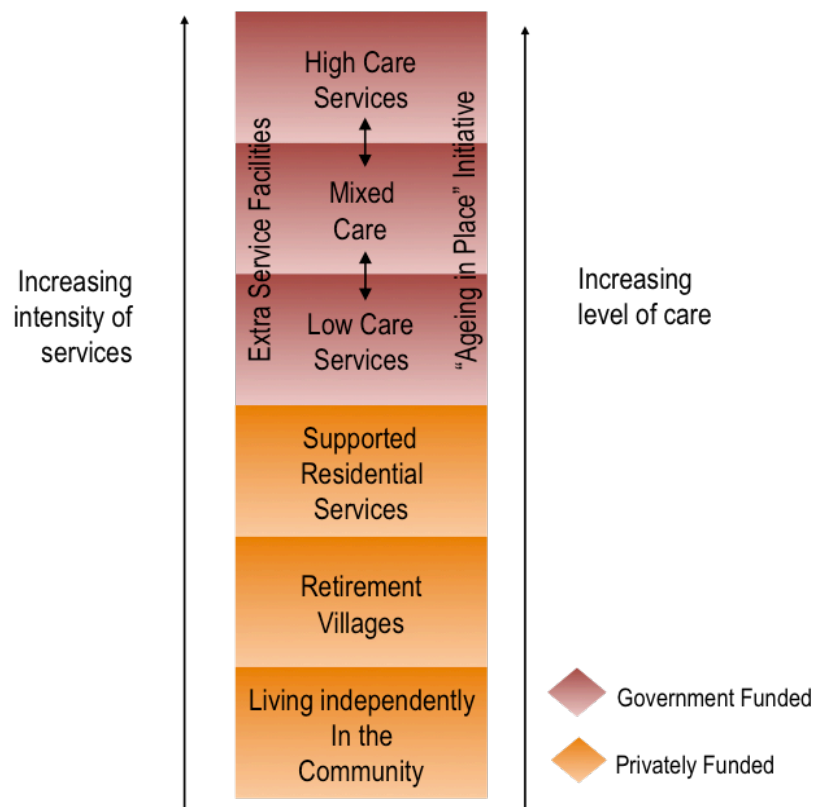 High Care
Services
Extra Service Facilities
"Ageing in Place" Initiative
Mixed
Care
Increasing
intensity of
services
Increasing
level of care
Low Care
Services
Supported
Residential
Services
Retirement
Villages
Living independently
In the
Community
Government Funded
Privately Funded